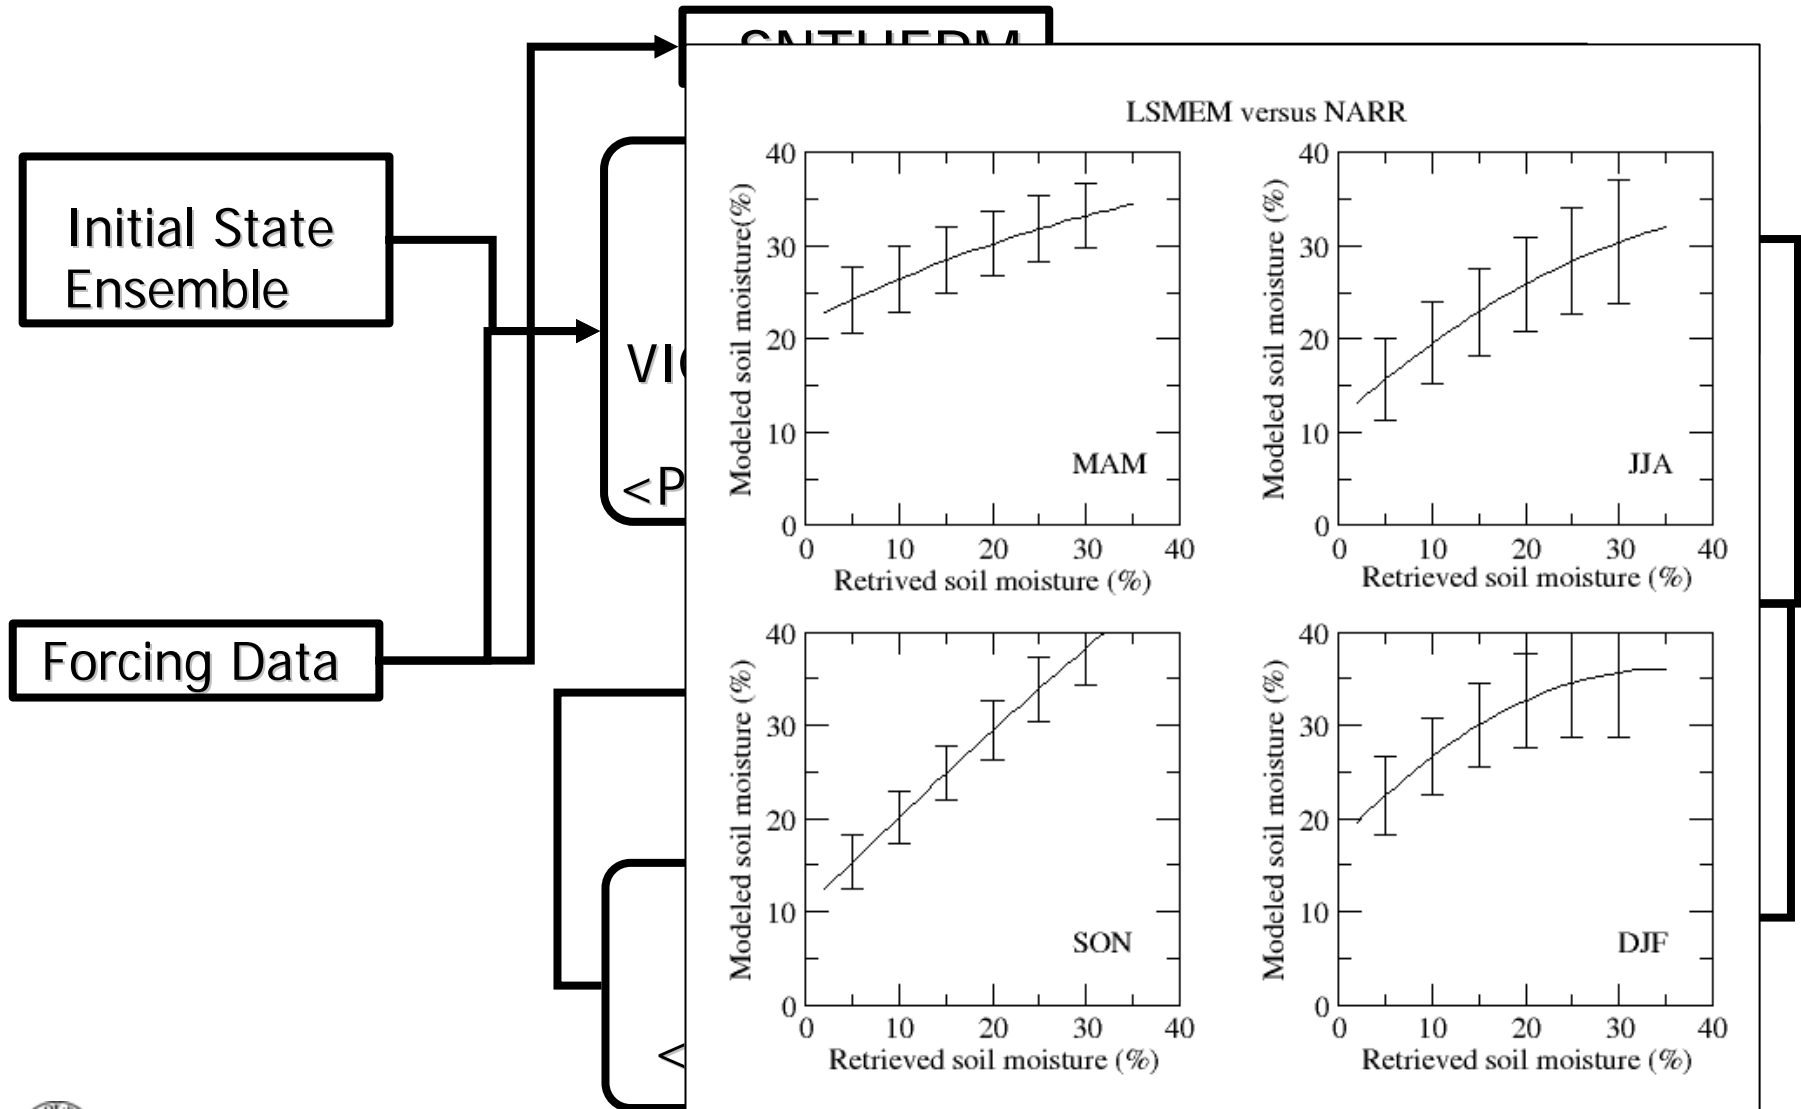 SNTHERM
Initial State
Ensemble
Forcing Data
<
LSMEM versus NARR
Modeled soil moisture(%)
40
30
20
10
0
MAM
0 10 20 30 40
Retrived soil moisture (%)
Modeled soil moisture (%)
40
30
20
10
0
JJA
0 10 20 30 40
Retrieved soil moisture (%)
Modeled soil moisture (%)
40
30
20
10
0
SON
0 10 20 30 40
Retrieved soil moisture (%)
Modeled soil moisture (%)
40
30
20
10
0
DJF
0 10 20 30 40
Retrieved soil moisture (%)